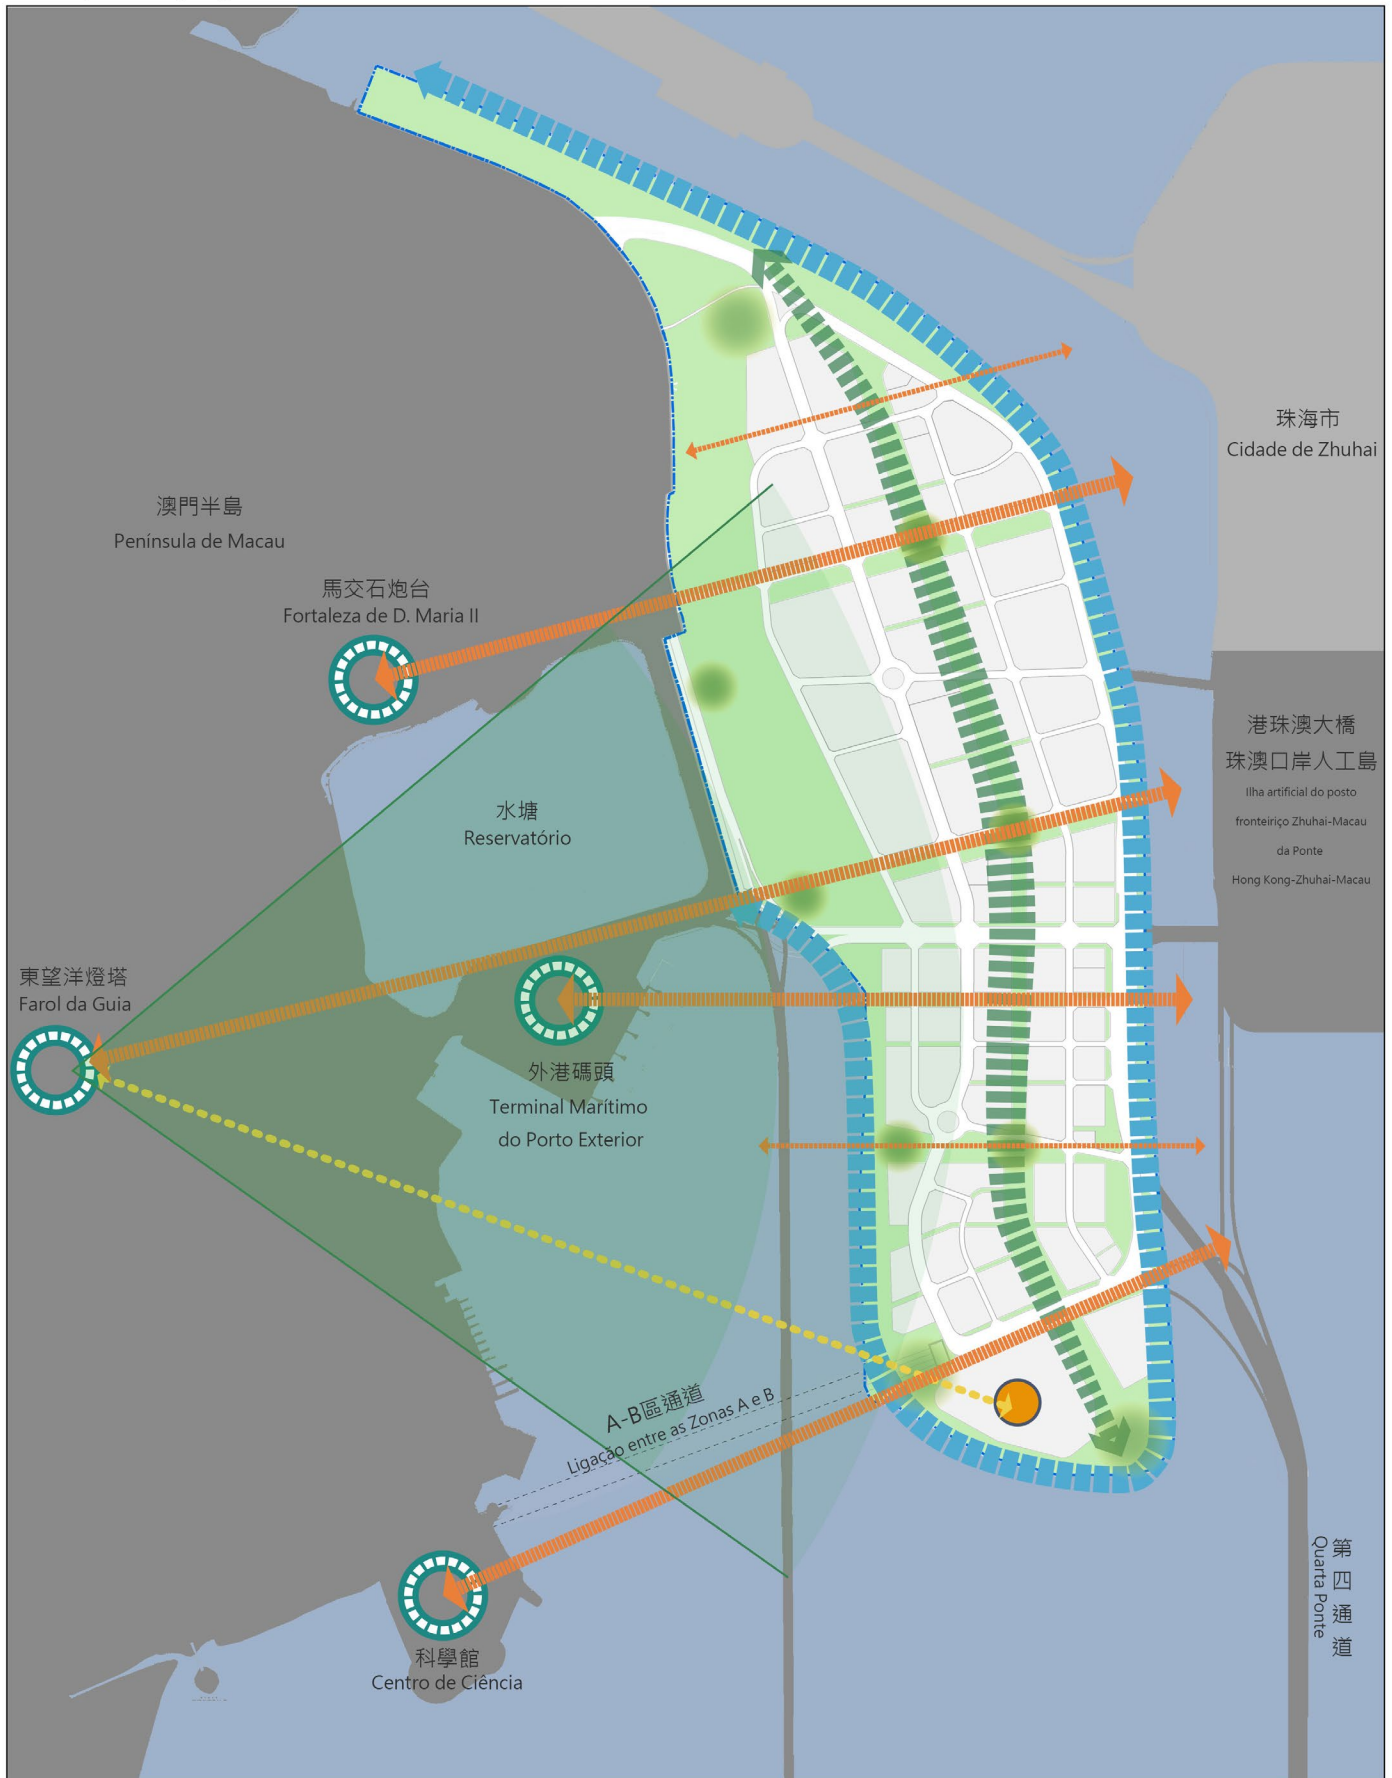 珠海市
Cidade de Zhuhai
澳門半島
Península de Macau
馬交石炮台
Fortaleza de D. Maria II
港珠澳大橋
珠澳口岸人工島
Ilha artificial do posto
fronteiriço Zhuhai-Macau
da Ponte
Hong Kong-Zhuhai-Macau
水塘
Reservatório
東望洋燈塔
Farol da Guia
外港碼頭
Terminal Marítimo
do Porto Exterior
A-B區通道
Ligação entre as Zonas A e B
第四通道
Quarta Ponte
科學館
Centro de Ciência